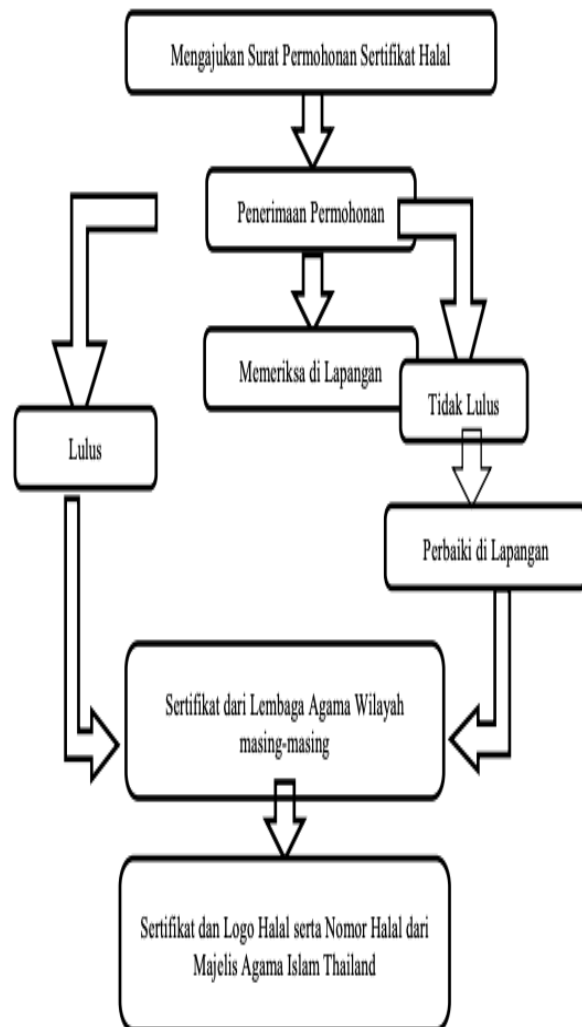 Mengajukan Surat Permohonan Sertifikat Halal
Penerimaan Permohonan
Memeriksa di Lapangan
Tidak Lulus
Lulus
Perbaiki di Lapangan
Sertifikat dari Lembaga Agama Wilayah
masing-masing
Sertifikat dan Logo Halal serta Nomor Halal dari
Majelis Agama Islam Thailand